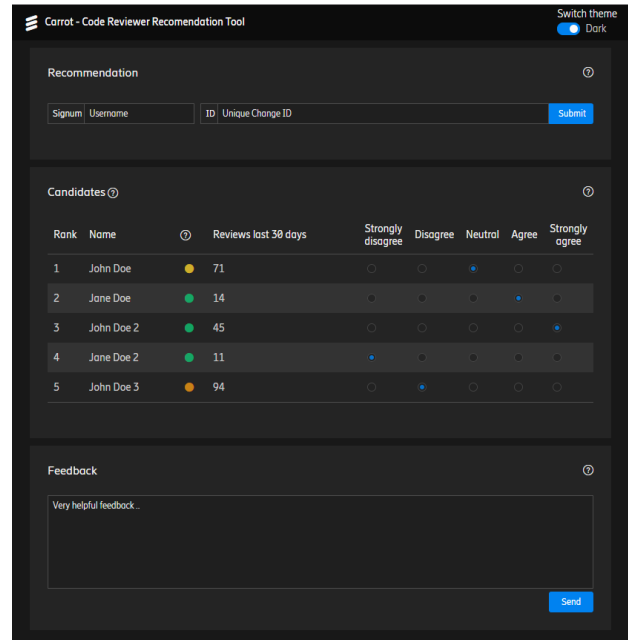 Carrot - Code Reviewer Recomendation Tool
Switch theme
Dark
Recommendation
Signum Username ID Unique Change ID Submit
Candidates
Rank Name Reviews last 30 days Strongly disagree Disagree Neutral Agree Strongly agree
1 John Doe 71
2 Jane Doe 14
3 John Doe 2 45
4 Jane Doe 2 11
5 John Doe 3 94
Feedback
Very helpful feedback ..
Send